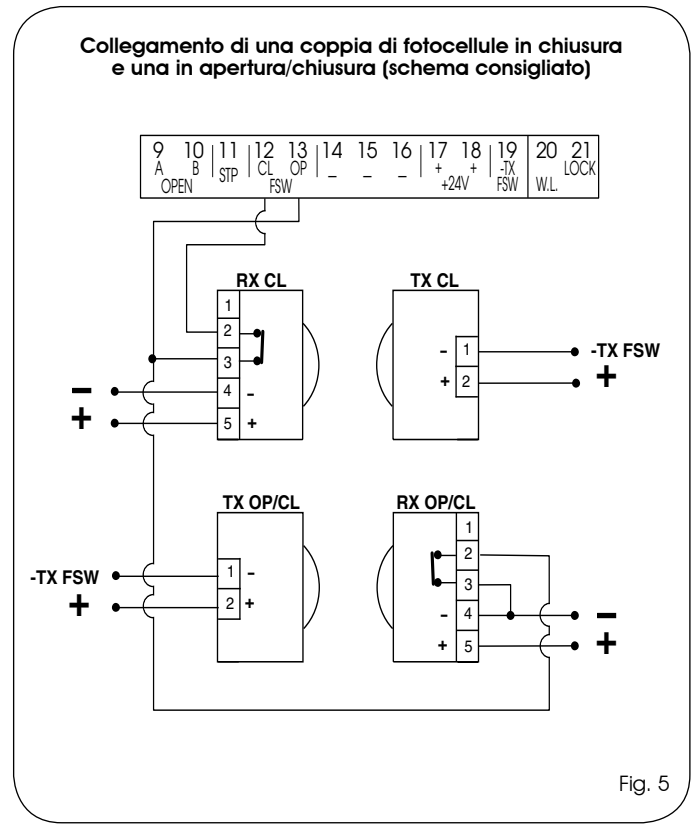 Collegamento di una coppia di fotocellule in chiusura
e una in apertura/chiusura (schema consigliato)
9 10 11 12 13 14 15 16 17 18 19 20 21
A B STP CL OP _ _ _ + + -TX W.L. LOCK
OPEN FSW +24V FSW
RX CL
1
2
3
4 -
5 +
-
+
TX CL
- 1
+ 2
-TX FSW
+
TX OP/CL
1 -
2 +
-TX FSW
+
RX OP/CL
1
2
3
- 4
+ 5
-
+
Fig. 5